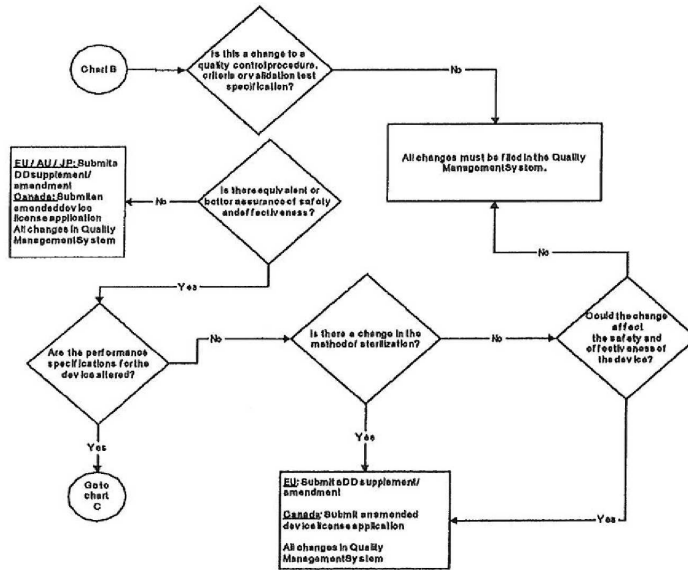 Chart B
Is this a change to a
quality control procedure,
criteria or validation test
specification?
No
All changes must be filed in the Quality
Management System.
EU / AU / JP: Submit a
DD supplement/
amendment
Canada: Submit an
amended device
license application
All changes in Quality
Management System
No
Is there equivalent or
better assurance of safety
and effectiveness?
No
Yes
Are the performance
specifications for the
device altered?
No
Is there a change in the
method of sterilization?
No
Could the change
affect
the safety and
effectiveness of
the device?
Yes
Yes
Go to
chart
C
EU: Submit a DD supplement/
amendment
Canada: Submit an amended
device license application
All changes in Quality
Management System
Yes